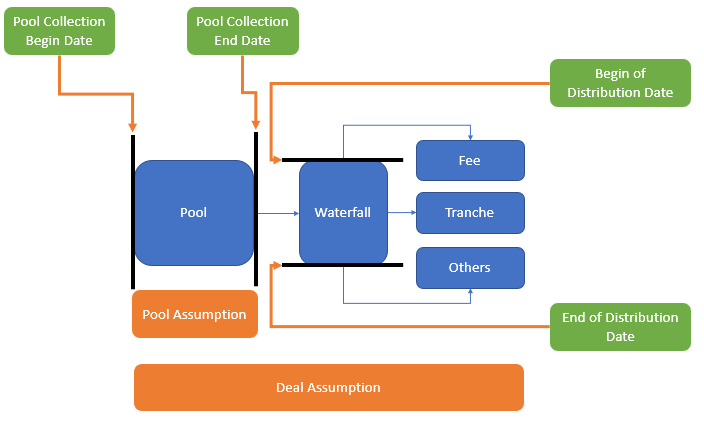 Pool Collection
Begin Date
Pool Collection
End Date
Begin of
Distribution Date
Fee
Pool
Waterfall
Tranche
Others
Pool Assumption
End of Distribution
Date
Deal Assumption